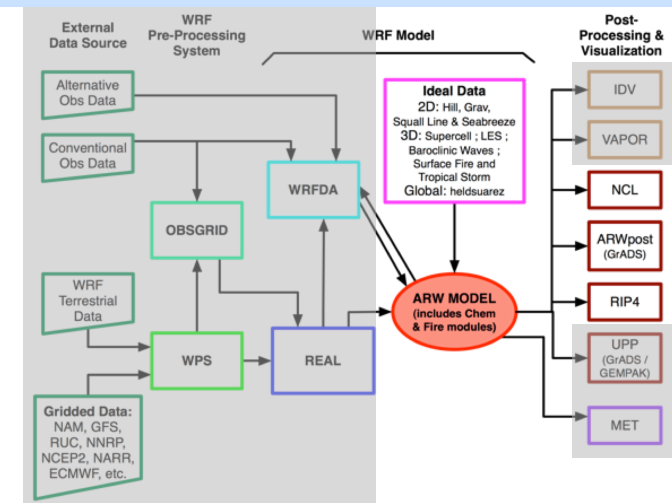 External
Data Source
WRF
Pre-Processing
System
WRF Model
Post-
Processing &
Visualization
Alternative
Obs Data
Conventional
Obs Data
WRF
Terrestrial
Data
Gridded Data:
NAM, GFS,
RUC, NNRP,
NCEP2, NARR,
ECMWF, etc.
OBSGRID
WPS
WRFDA
REAL
Ideal Data
2D: Hill, Grav,
Squall Line & Seabreeze
3D: Supercell ; LES ;
Baroclinic Waves ;
Surface Fire and
Tropical Storm
Global: heldsuarez
ARW MODEL
(includes Chem
& Fire modules)
IDV
VAPOR
NCL
ARWpost
(GrADS)
RIP4
UPP
(GrADS /
GEMPAK)
MET